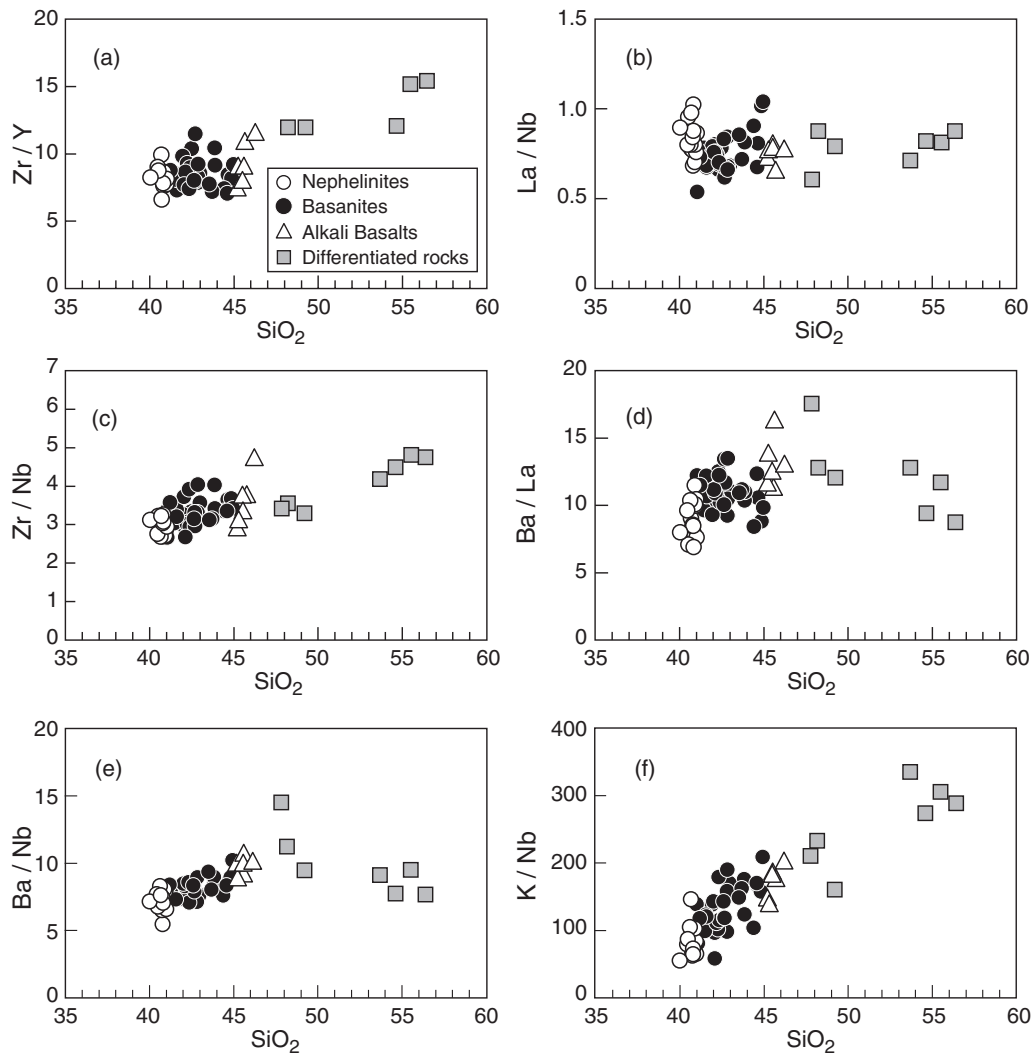 20
15
10
5
0
Zr / Y
(a)
Nephelinites
Basanites
Alkali Basalts
Differentiated rocks
35 40 45 50 55 60
SiO2
1.5
1.0
0.5
0.0
La / Nb
(b)
35 40 45 50 55 60
SiO2
7
6
5
4
3
2
1
0
Zr / Nb
(c)
35 40 45 50 55 60
SiO2
20
15
10
5
0
Ba / La
(d)
35 40 45 50 55 60
SiO2
20
15
10
5
0
Ba / Nb
(e)
35 40 45 50 55 60
SiO2
400
300
200
100
0
K / Nb
(f)
35 40 45 50 55 60
SiO2